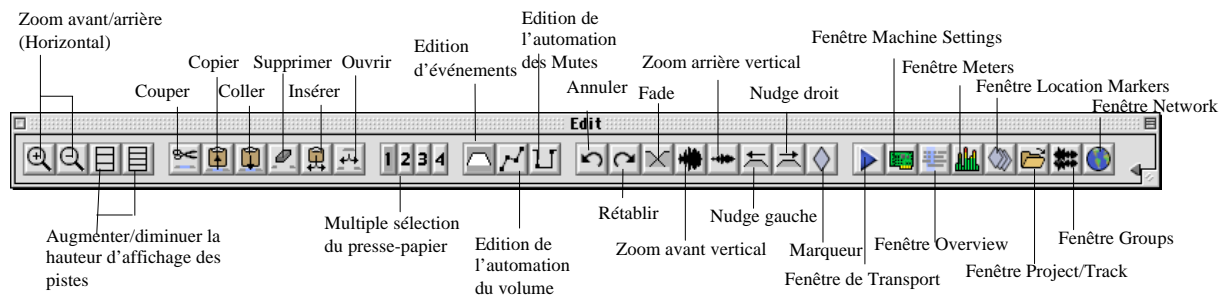 Zoom avant/arrière
(Horizontal)
Couper
Copier
Coller
Supprimer
Insérer
Ouvrir
Edition
d’événements
Edition de
l’automation
des Mutes
Annuler
Fade
Zoom arrière vertical
Nudge droit
Fenêtre Machine Settings
Fenêtre Meters
Fenêtre Location Markers
Fenêtre Network
Edit
1 2 3 4
Augmenter/diminuer la
hauteur d’affichage des
pistes
Multiple sélection
du presse-papier
Edition de
l’automation
du volume
Rétablir
Zoom avant vertical
Nudge gauche
Marqueur
Fenêtre de Transport
Fenêtre Overview
Fenêtre Project/Track
Fenêtre Groups